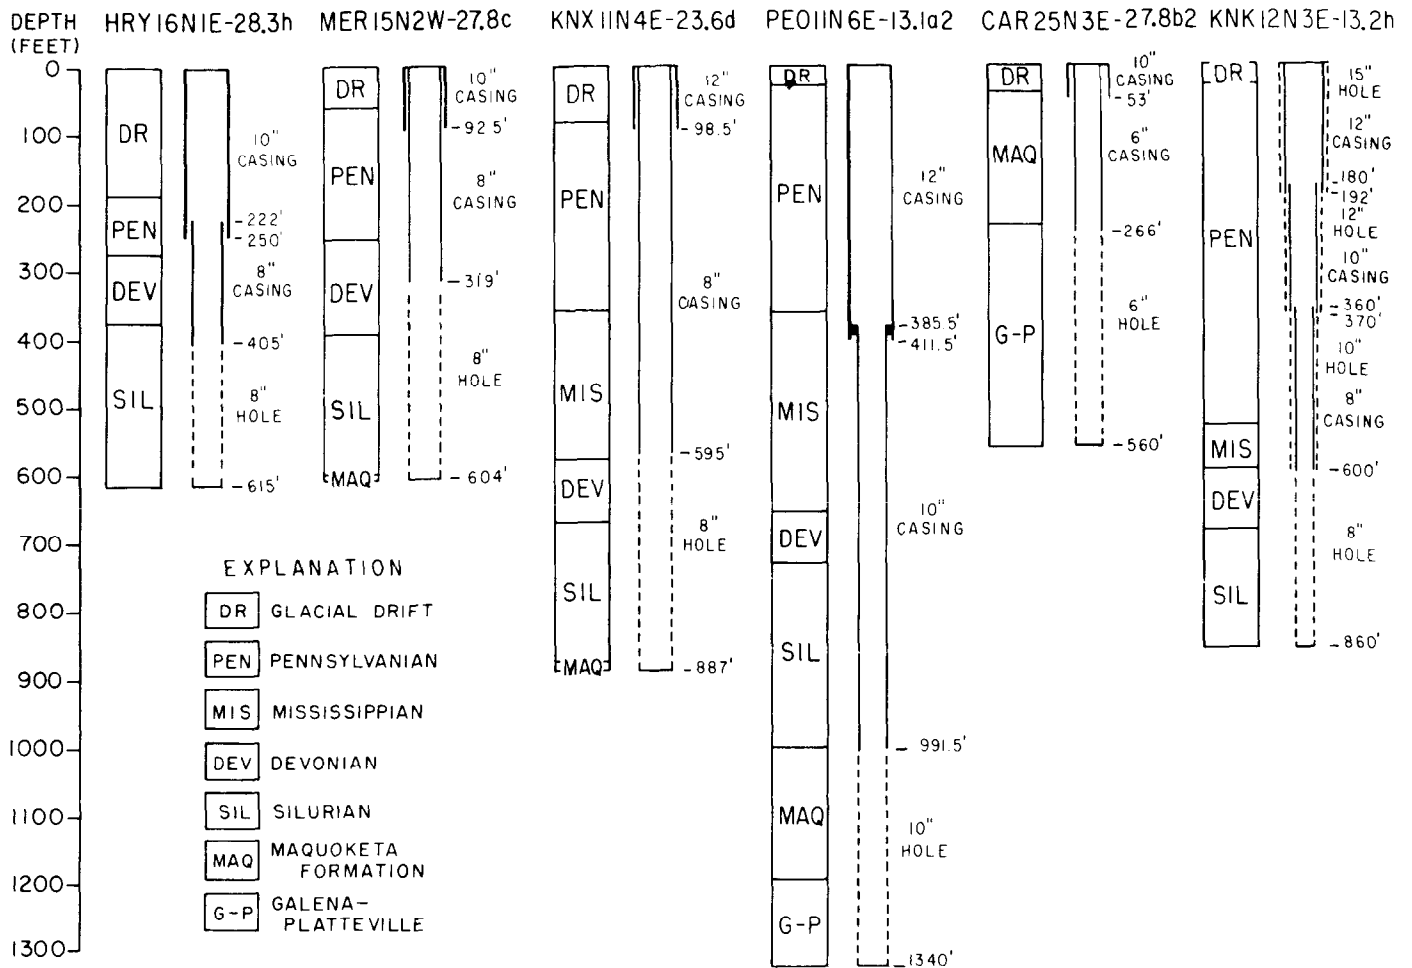 DEPTH
(FEET)
HRY 16N1E-28.3h
MER 15N2W-27.8c
KNX 11N4E-23.6d
PEO11N6E-13.1a2
CAR 25N3E-27.8b2
KNK 12N3E-13.2h
0
100
200
300
400
500
600
700
800
900
1000
1100
1200
1300
DR
PEN
DEV
SIL
10"
CASING
222'
250'
8"
CASING
405'
8"
HOLE
615'
DR
PEN
DEV
SIL
MAQ
10"
CASING
92.5'
8"
CASING
319'
8"
HOLE
604'
DR
PEN
MIS
DEV
SIL
MAQ
12"
CASING
98.5'
8"
CASING
595'
8"
HOLE
887'
DR
PEN
MIS
DEV
SIL
MAQ
G-P
12"
CASING
385.5'
411.5'
10"
CASING
991.5'
10"
HOLE
1340'
DR
MAQ
G-P
10"
CASING
53'
6"
CASING
266'
6"
HOLE
560'
DR
PEN
MIS
DEV
SIL
15"
HOLE
12"
CASING
180'
192'
12"
HOLE
10"
CASING
360'
370'
10"
HOLE
8"
CASING
600'
8"
HOLE
860'
EXPLANATION
DR GLACIAL DRIFT
PEN PENNSYLVANIAN
MIS MISSISSIPPIAN
DEV DEVONIAN
SIL SILURIAN
MAQ MAQUOKETA
FORMATION
G-P GALENA-
PLATTEVILLE